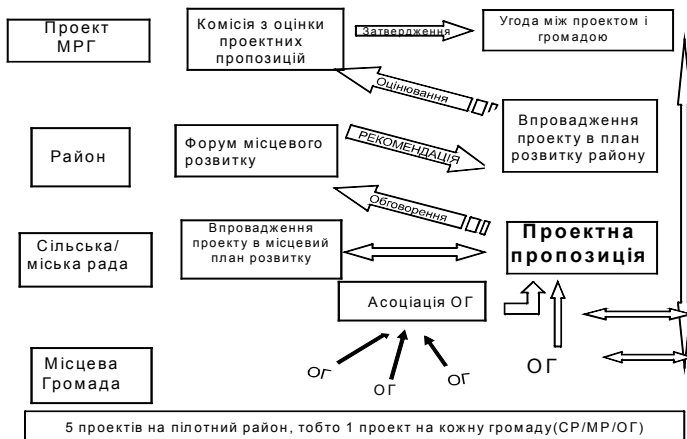 Проект
МРГ
Комісія з оцінки
проектних
пропозицій
Затвердження
Угода між проектом і
громадою
Оцінювання
Район
Форум місцевого
розвитку
РЕКОМЕНДАЦІЯ
Впровадження
проекту в план
розвитку району
Обговорення
Сільська/
міська рада
Впровадження
проекту в місцевий
план розвитку
Проектна
пропозиція
Асоціація ОГ
Місцева
Громада
ОГ
ОГ
ОГ
ОГ
5 проектів на пілотний район, тобто 1 проект на кожну громаду(СР/МР/ОГ)